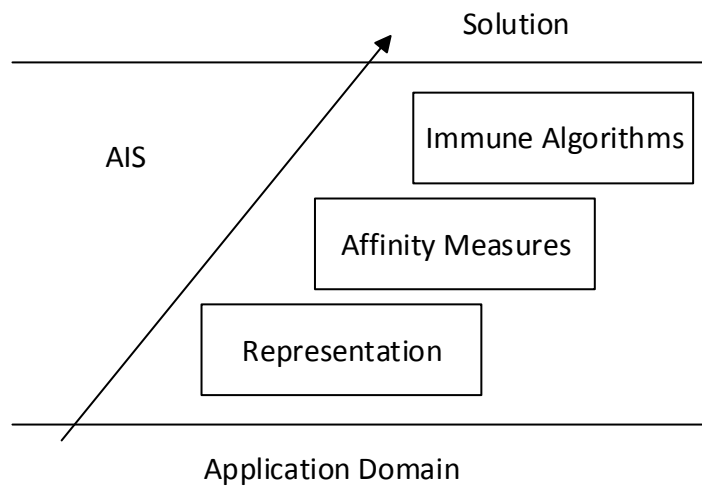 Solution
Immune Algorithms
AIS
Affinity Measures
Representation
Application Domain